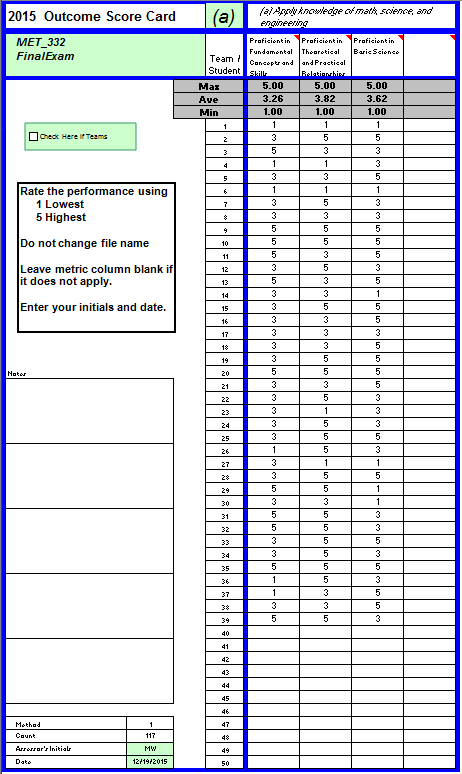 2015 Outcome Score Card (a) (a) Apply knowledge of math, science, and engineering
MET_332
FinalExam
Team / Student
Proficient in Fundamental Concepts and Skills
Proficient in Theoretical and Practical Relationships
Proficient in Basic Science
Max 5.00 5.00 5.00
Ave 3.26 3.82 3.62
Min 1.00 1.00 1.00
Check Here if Teams
Rate the performance using
1 Lowest
5 Highest
Do not change file name
Leave metric column blank if
it does not apply.
Enter your initials and date.
1 1 1 1
2 3 5 5
3 5 3 3
4 1 1 3
5 3 3 5
6 1 1 1
7 3 5 3
8 3 3 3
9 5 5 5
10 5 5 5
11 5 3 5
12 3 5 3
13 5 3 5
14 3 3 1
15 3 5 5
16 3 3 5
17 3 3 5
18 3 3 5
19 3 5 5
20 5 5 5
21 3 3 5
22 3 5 3
23 3 1 3
24 3 5 3
25 3 5 5
26 1 5 3
27 3 1 1
28 3 5 5
29 5 5 1
30 3 3 1
31 5 5 3
32 5 5 3
33 3 5 5
34 3 5 3
35 5 5 5
36 1 5 3
37 1 3 5
38 3 3 5
39 5 5 3
40
41
42
43
44
45
46
47
48
49
50
Notes
Method 1
Count 117
Assessor's Initials MW
Date 12/19/2015